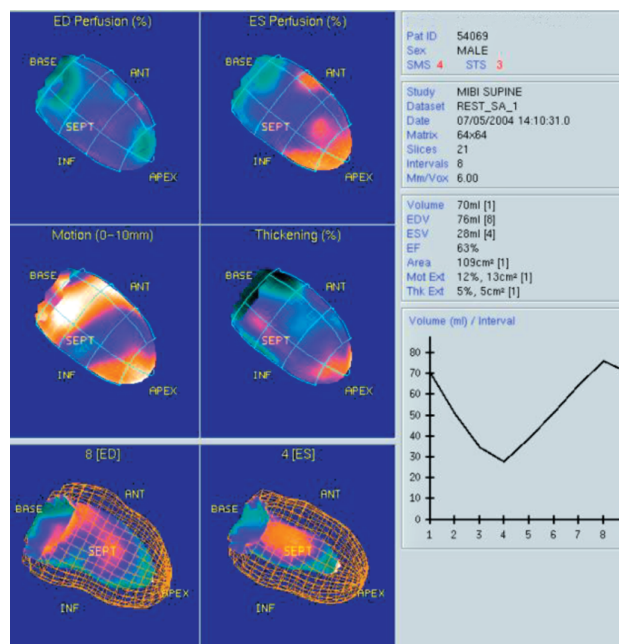 ED Perfusion (%)
BASE
ANT
SEPT
INF
APEX
ES Perfusion (%)
BASE
ANT
SEPT
INF
APEX
Pat ID 54069
Sex MALE
SMS 4 STS 3
Study MIBI SUPINE
Dataset REST_SA_1
Date 07/05/2004 14:10:31.0
Matrix 64x64
Slices 21
Intervals 8
Mm/Vox 6.00
Motion (0-10mm)
BASE
ANT
SEPT
INF
APEX
Thickening (%)
BASE
ANT
SEPT
INF
APEX
Volume 70ml [1]
EDV 76ml [8]
ESV 28ml [4]
EF 63%
Area 109cm² [1]
Mot Ext 12%, 13cm² [1]
Thk Ext 5%, 5cm² [1]
8 [ED]
BASE
ANT
SEPT
INF
APEX
4 [ES]
BASE
ANT
SEPT
INF
APEX
Volume (ml) / Interval
80
70
60
50
40
30
20
10
0
1 2 3 4 5 6 7 8